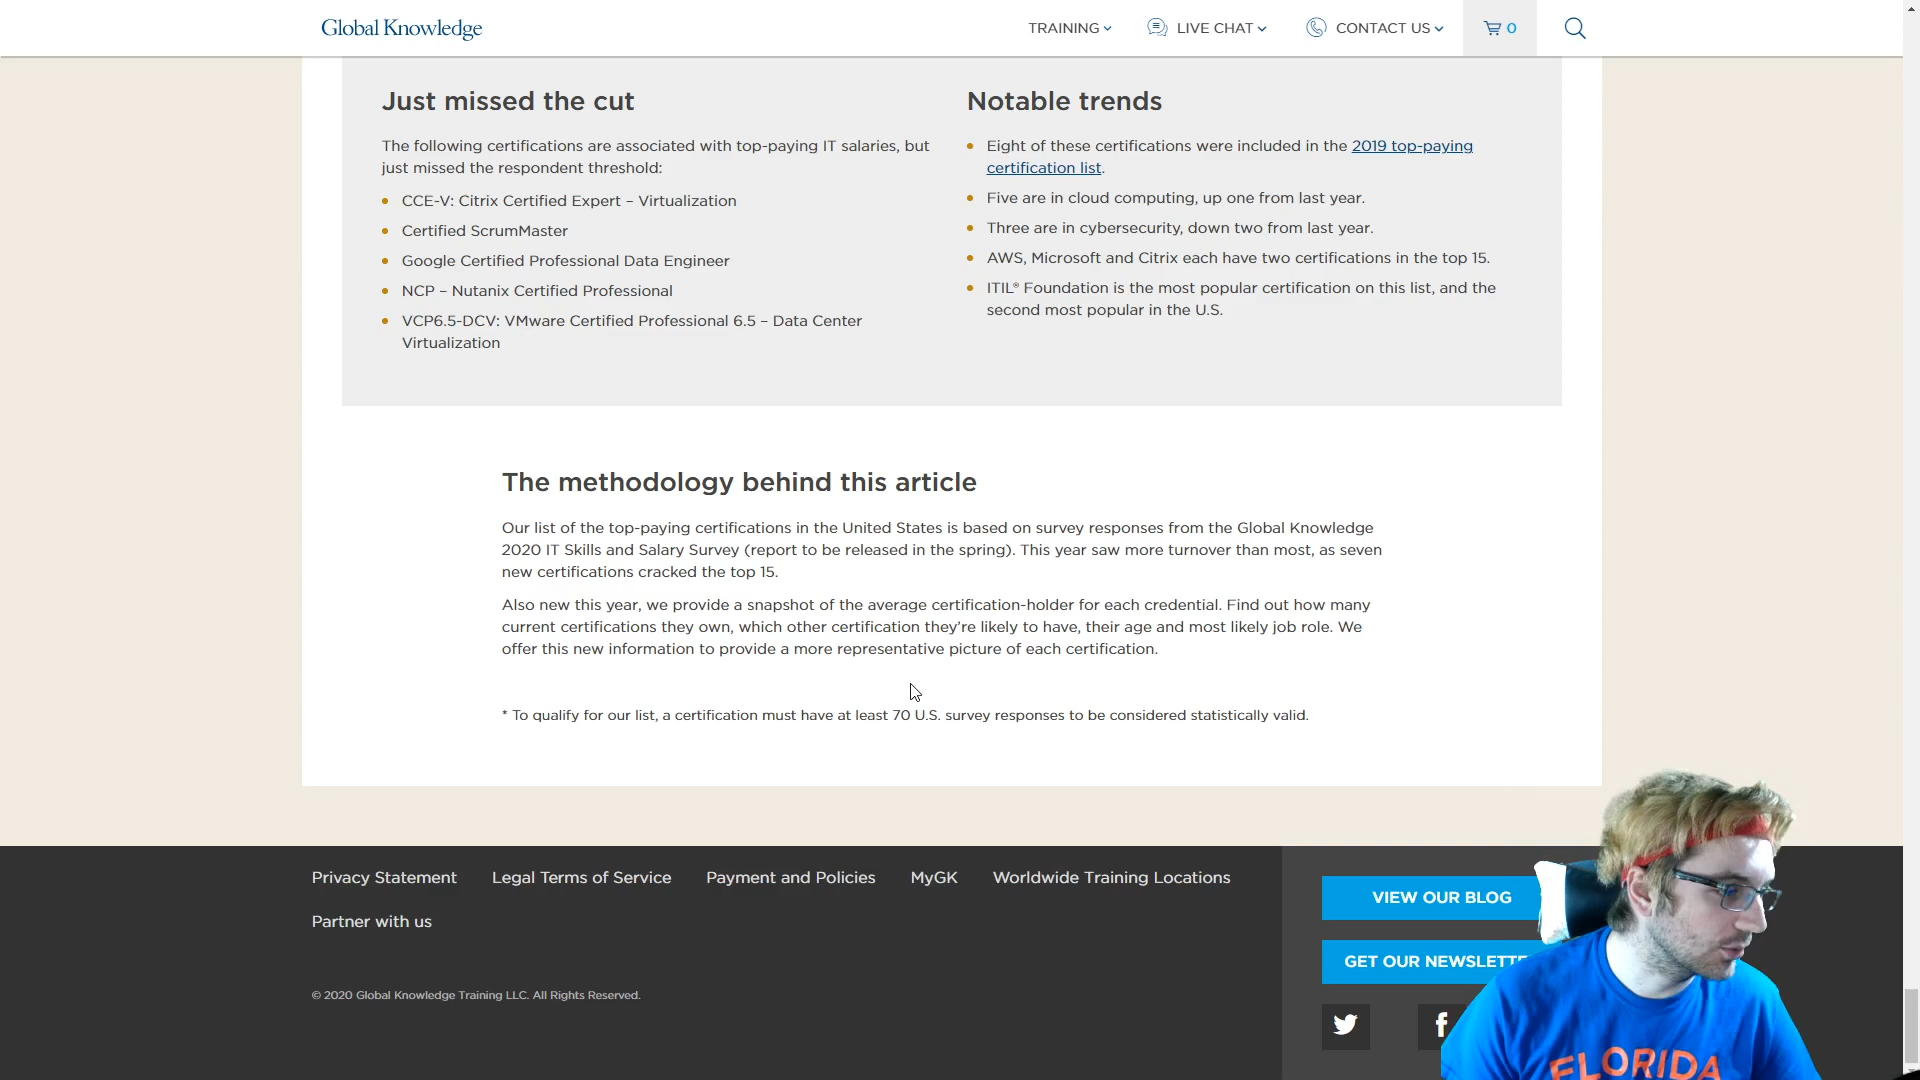 Global Knowledge
TRAINING
LIVE CHAT
CONTACT US
0
Just missed the cut
The following certifications are associated with top-paying IT salaries, but
just missed the respondent threshold:
CCE-V: Citrix Certified Expert – Virtualization
Certified ScrumMaster
Google Certified Professional Data Engineer
NCP – Nutanix Certified Professional
VCP6.5-DCV: VMware Certified Professional 6.5 – Data Center
Virtualization
Notable trends
Eight of these certifications were included in the 2019 top-paying
certification list.
Five are in cloud computing, up one from last year.
Three are in cybersecurity, down two from last year.
AWS, Microsoft and Citrix each have two certifications in the top 15.
ITIL® Foundation is the most popular certification on this list, and the
second most popular in the U.S.
The methodology behind this article
Our list of the top-paying certifications in the United States is based on survey responses from the Global Knowledge
2020 IT Skills and Salary Survey (report to be released in the spring). This year saw more turnover than most, as seven
new certifications cracked the top 15.
Also new this year, we provide a snapshot of the average certification-holder for each credential. Find out how many
current certifications they own, which other certification they’re likely to have, their age and most likely job role. We
offer this new information to provide a more representative picture of each certification.
* To qualify for our list, a certification must have at least 70 U.S. survey responses to be considered statistically valid.
Privacy Statement
Legal Terms of Service
Payment and Policies
MyGK
Worldwide Training Locations
Partner with us
© 2020 Global Knowledge Training LLC. All Rights Reserved.
VIEW OUR BLOG
GET OUR NEWSLETTE
FLORIDA